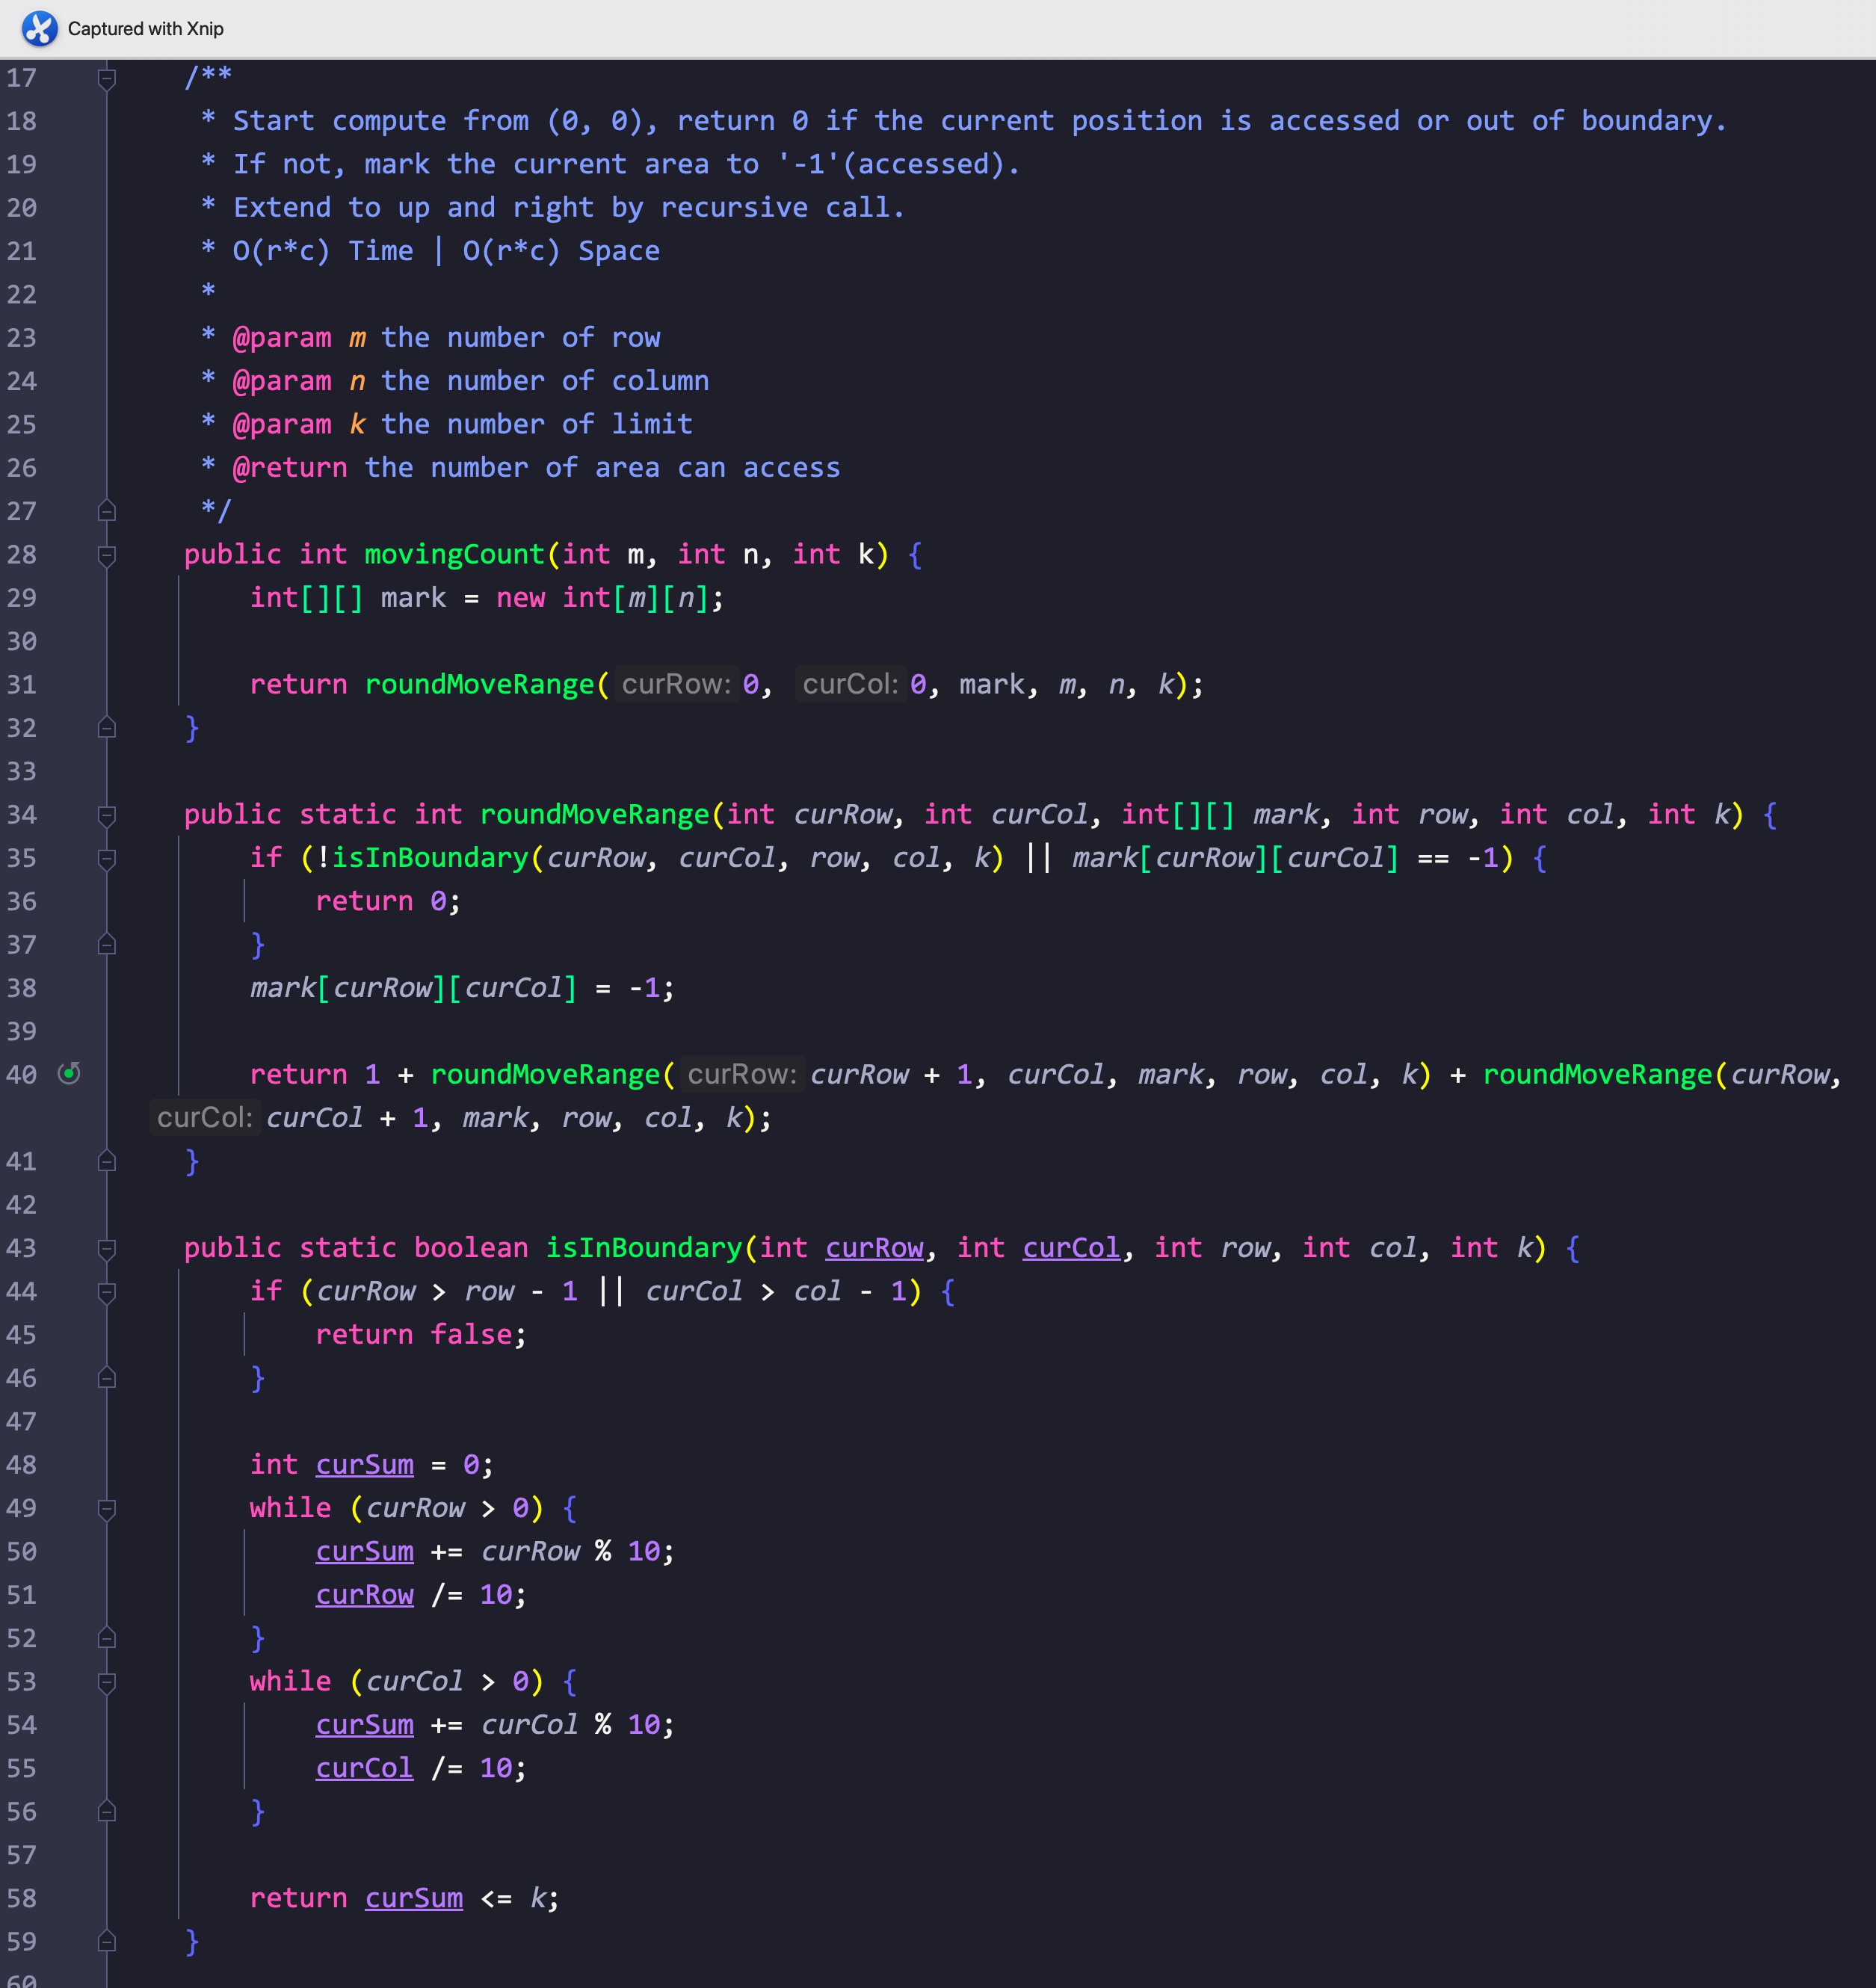 Captured with Xnip
17 /**
18 * Start compute from (0, 0), return 0 if the current position is accessed or out of boundary.
19 * If not, mark the current area to '-1'(accessed).
20 * Extend to up and right by recursive call.
21 * O(r*c) Time | O(r*c) Space
22 *
23 * @param m the number of row
24 * @param n the number of column
25 * @param k the number of limit
26 * @return the number of area can access
27 */
28 public int movingCount(int m, int n, int k) {
29 int[][] mark = new int[m][n];
30
31 return roundMoveRange( curRow: 0, curCol: 0, mark, m, n, k);
32 }
33
34 public static int roundMoveRange(int curRow, int curCol, int[][] mark, int row, int col, int k) {
35 if (!isInBoundary(curRow, curCol, row, col, k) || mark[curRow][curCol] == -1) {
36 return 0;
37 }
38 mark[curRow][curCol] = -1;
39
40 return 1 + roundMoveRange( curRow: curRow + 1, curCol, mark, row, col, k) + roundMoveRange(curRow,
curCol: curCol + 1, mark, row, col, k);
41 }
42
43 public static boolean isInBoundary(int curRow, int curCol, int row, int col, int k) {
44 if (curRow > row - 1 || curCol > col - 1) {
45 return false;
46 }
47
48 int curSum = 0;
49 while (curRow > 0) {
50 curSum += curRow % 10;
51 curRow /= 10;
52 }
53 while (curCol > 0) {
54 curSum += curCol % 10;
55 curCol /= 10;
56 }
57
58 return curSum <= k;
59 }
60